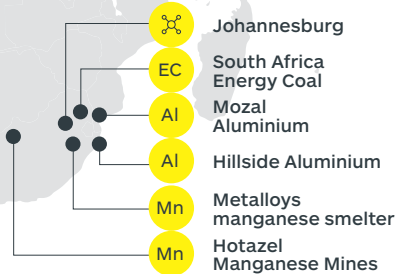 Johannesburg
EC
South Africa
Energy Coal
Al
Mozal
Aluminium
Al
Hillside Aluminium
Mn
Metalloys
manganese smelter
Mn
Hotazel
Manganese Mines